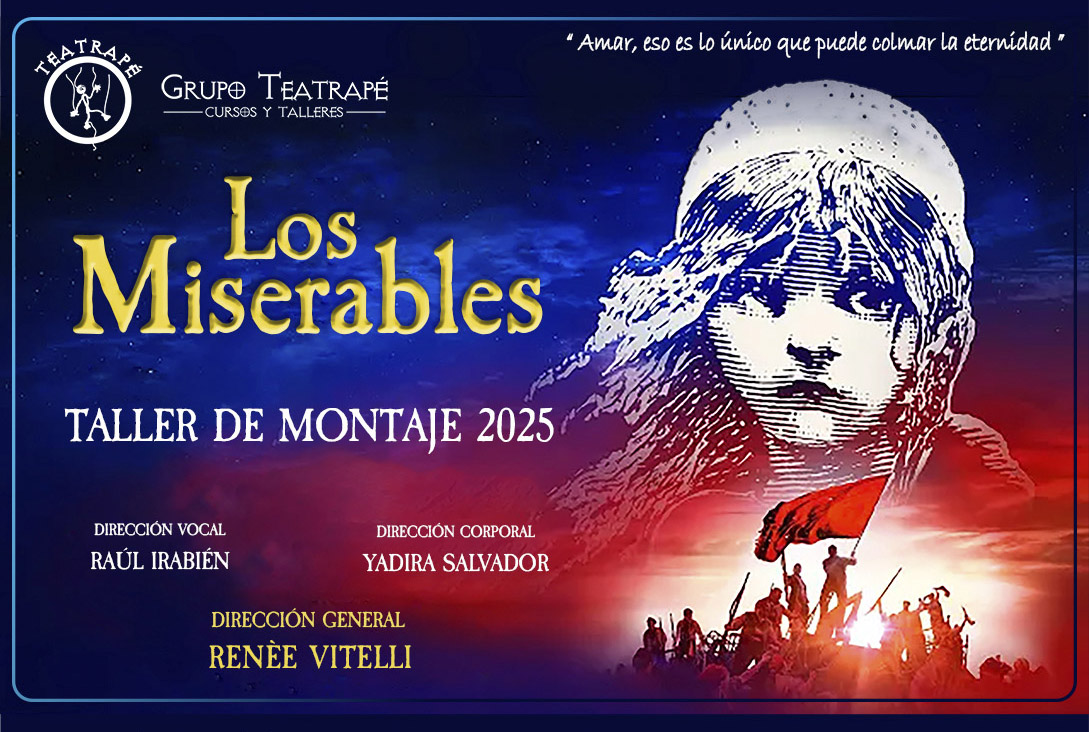 “ Amar, eso es lo único que puede colmar la eternidad ”
TEATRAPÉ
GRUPO TEATRAPÉ
CURSOS Y TALLERES
LOS
MISERABLES
TALLER DE MONTAJE 2025
DIRECCIÓN VOCAL
RAÚL IRABIÉN
DIRECCIÓN CORPORAL
YADIRA SALVADOR
DIRECCIÓN GENERAL
RENÈE VITELLI